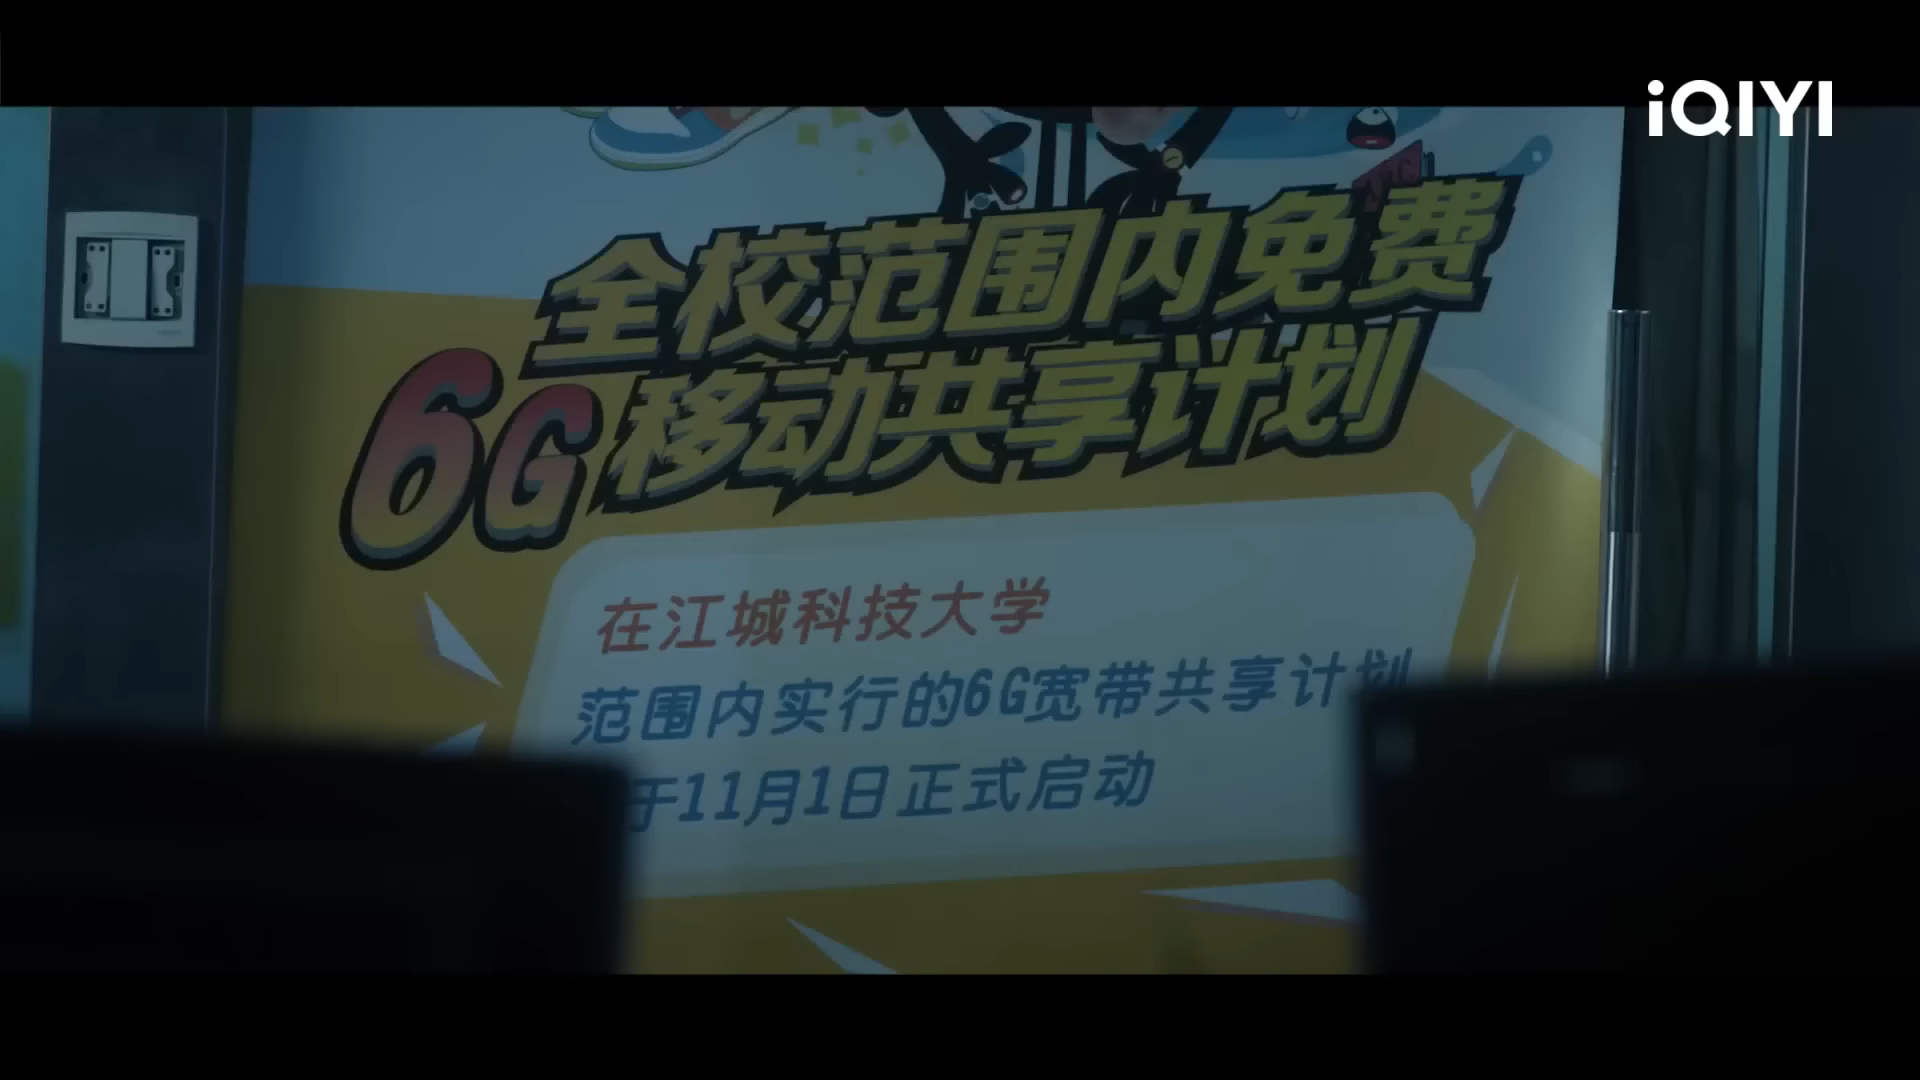 iQIYI
全校范围内免费
6G移动共享计划
在江城科技大学
范围内实行的6G宽带共享计划
于11月1日正式启动